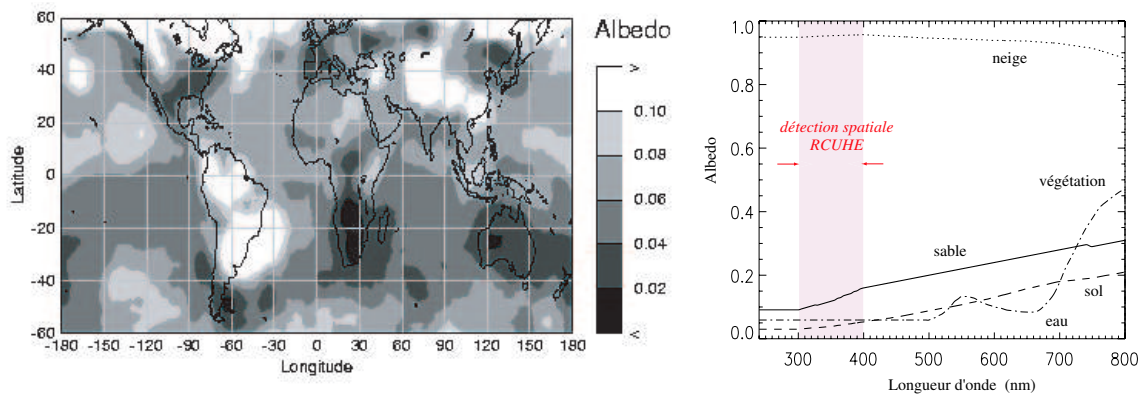 60
40
20
0
-20
-40
-60
Latitude
-180 -150 -120 -90 -60 -30 0 30 60 90 120 150 180
Longitude
Albedo
>
0.10
0.08
0.06
0.04
0.02
<
1.0
0.8
0.6
0.4
0.2
0.0
Albedo
neige
détection spatiale
RCUHE
végétation
sable
sol
eau
300 400 500 600 700 800
Longueur d'onde (nm)